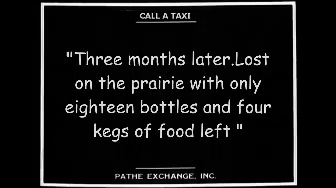 CALL A TAXI
"Three months later.Lost
on the prairie with only
eighteen bottles and four
kegs of food left "
PATHE EXCHANGE, INC.